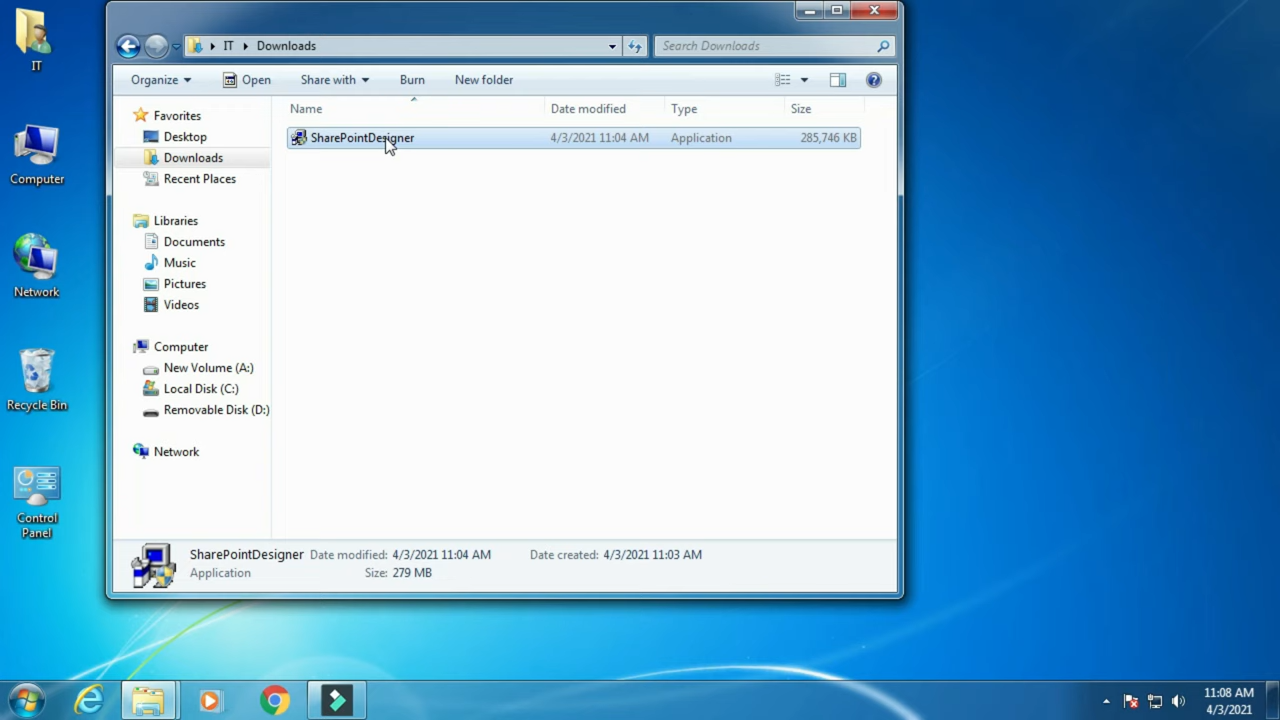 IT
Computer
Network
Recycle Bin
Control
Panel
IT
Downloads
Search Downloads
Organize
Open
Share with
Burn
New folder
Name
Date modified
Type
Size
Favorites
Desktop
Downloads
Recent Places
Libraries
Documents
Music
Pictures
Videos
Computer
New Volume (A:)
Local Disk (C:)
Removable Disk (D:)
Network
SharePointDesigner 4/3/2021 11:04 AM Application 285,746 KB
SharePointDesigner Date modified: 4/3/2021 11:04 AM Date created: 4/3/2021 11:03 AM
Application Size: 279 MB
11:08 AM
4/3/2021